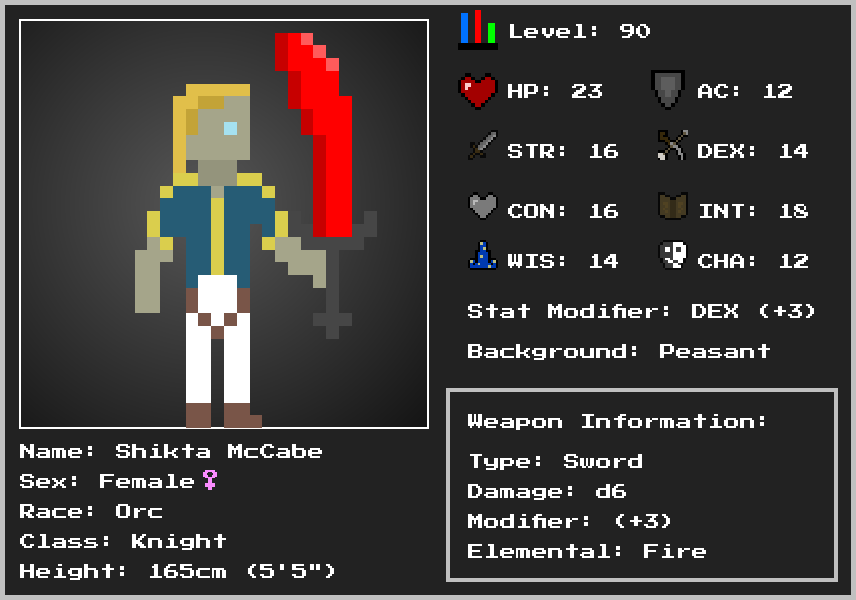 Level: 90
HP: 23
AC: 12
STR: 16
DEX: 14
CON: 16
INT: 18
WIS: 14
CHA: 12
Stat Modifier: DEX (+3)
Background: Peasant
Name: Shikta McCabe
Sex: Female♀
Race: Orc
Class: Knight
Height: 165cm (5'5")
Weapon Information:
Type: Sword
Damage: d6
Modifier: (+3)
Elemental: Fire